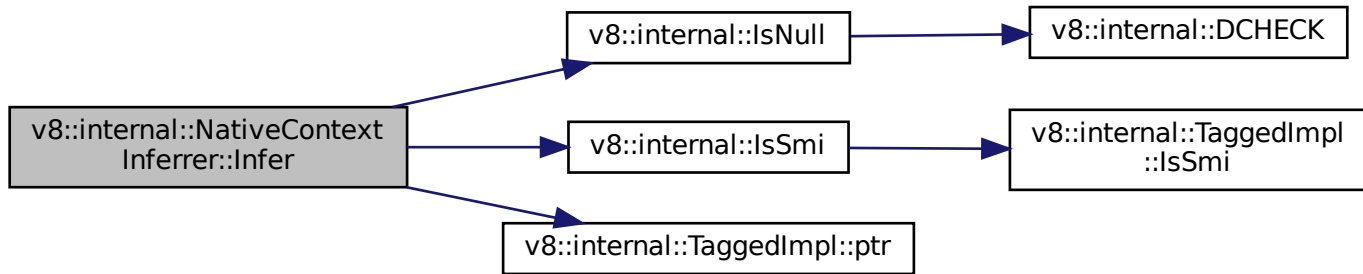 v8::internal::IsNull
v8::internal::DCHECK
v8::internal::NativeContext
Inferrer::Infer
v8::internal::IsSmi
v8::internal::TaggedImpl
::IsSmi
v8::internal::TaggedImpl::ptr